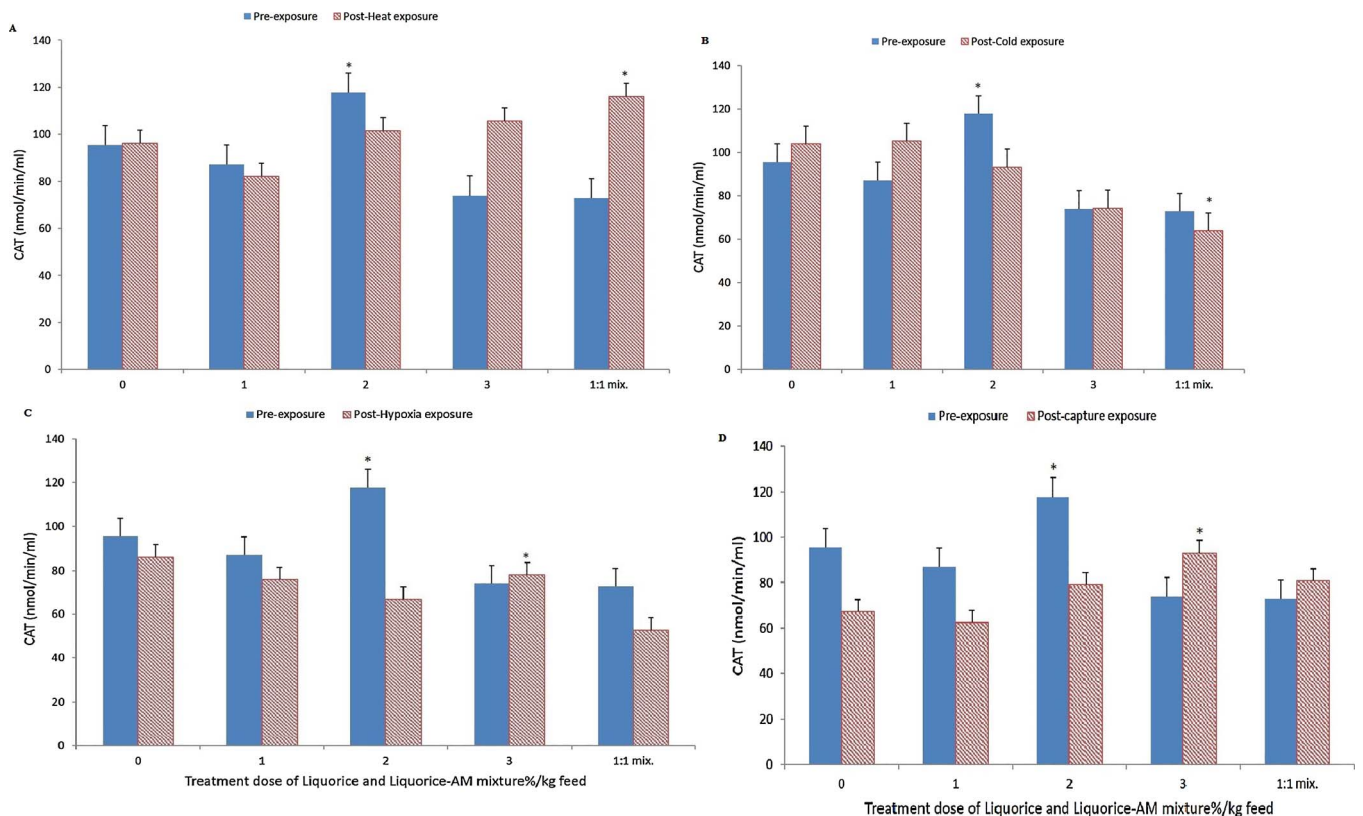 A
Pre-exposure Post-Heat exposure
CAT (nmol/min/ml)
140
120
100
80
60
40
20
0
* *
0 1 2 3 1:1 mix.
B
Pre-exposure Post-Cold exposure
CAT (nmol/min/ml)
140
120
100
80
60
40
20
0
* *
0 1 2 3 1:1 mix.
C
Pre-exposure Post-Hypoxia exposure
CAT (nmol/min/ml)
140
120
100
80
60
40
20
0
* *
0 1 2 3 1:1 mix.
Treatment dose of Liquorice and Liquorice-AM mixture%/kg feed
D
Pre-exposure Post-capture exposure
CAT (nmol/min/ml)
140
120
100
80
60
40
20
0
* *
0 1 2 3 1:1 mix.
Treatment dose of Liquorice and Liquorice-AM mixture%/kg feed